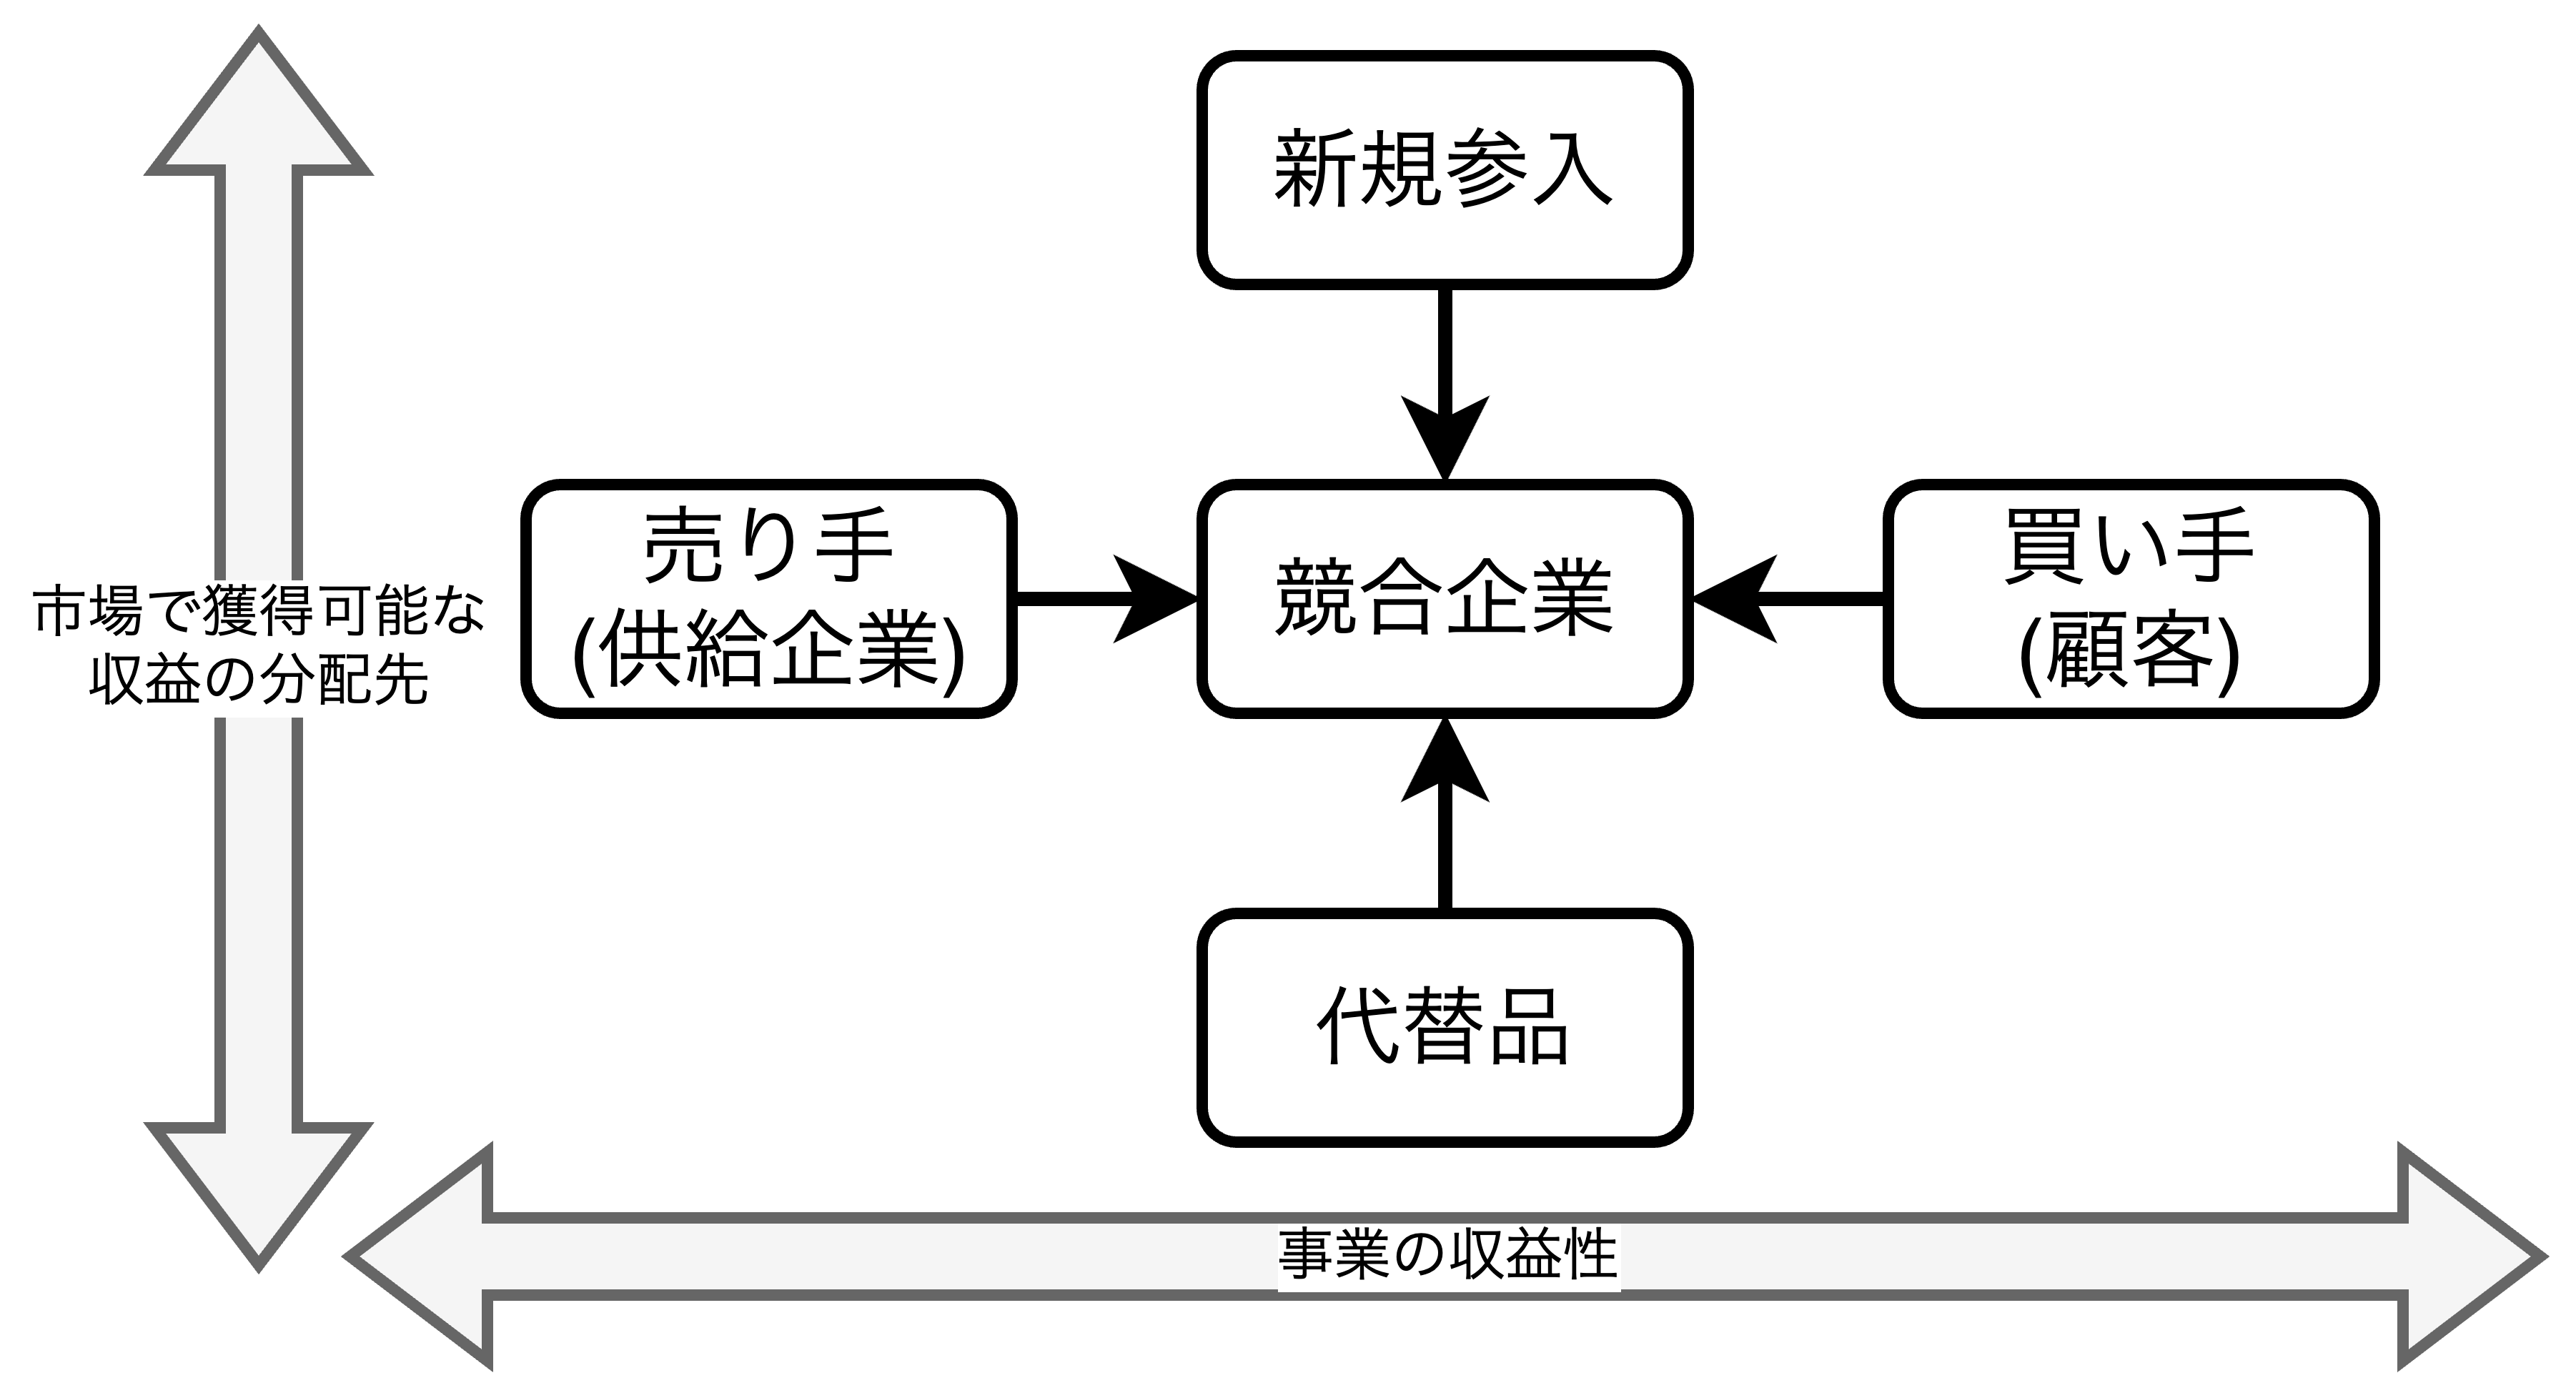 新規参入
売り手
(供給企業)
競合企業
買い手
(顧客)
市場で獲得可能な
収益の分配先
代替品
事業の収益性